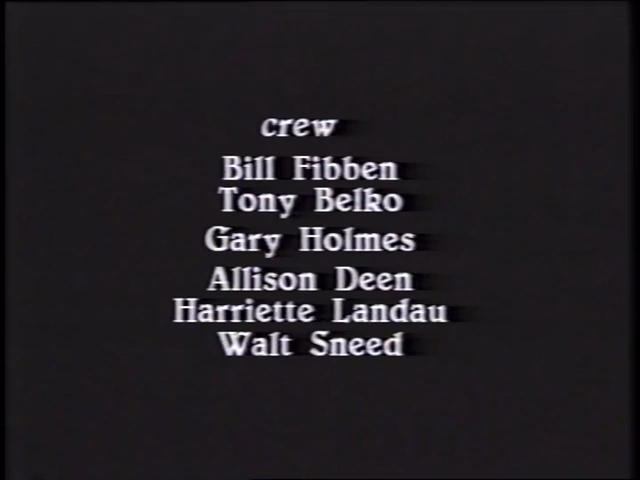 crew
Bill Fibben
Tony Belko
Gary Holmes
Allison Deen
Harriette Landau
Walt Sneed